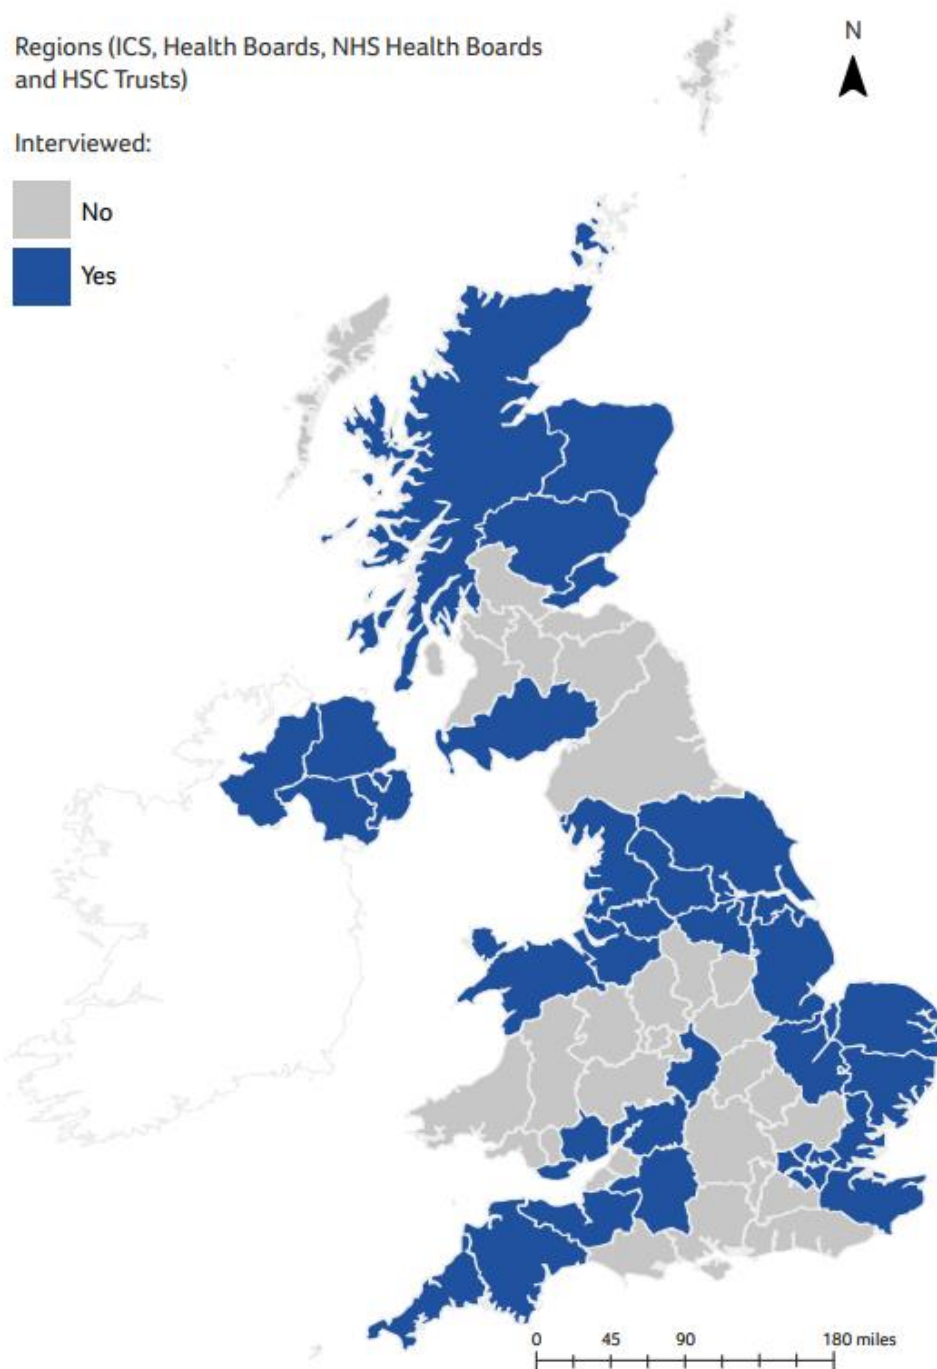 Regions (ICS, Health Boards, NHS Health Boards
and HSC Trusts)
N
Interviewed:
No
Yes
0 45 90 180 miles